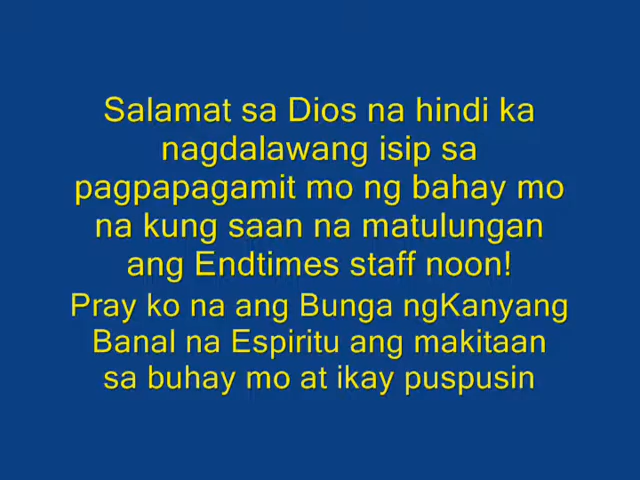 Salamat sa Dios na hindi ka
nagdalawang isip sa
pagpapagamit mo ng bahay mo
na kung saan na matulungan
ang Endtimes staff noon!
Pray ko na ang Bunga ngKanyang
Banal na Espiritu ang makitaan
sa buhay mo at ikay puspusin